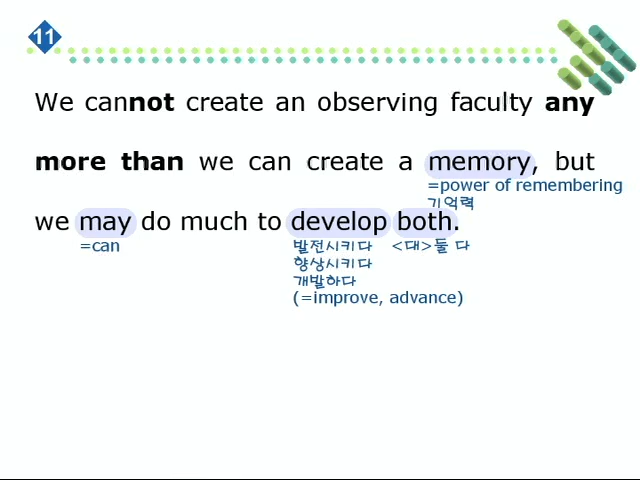 11
We cannot create an observing faculty any
more than we can create a memory, but
=power of remembering
기억력
we may do much to develop both.
=can
발전시키다 <대>둘 다
향상시키다
개발하다
(=improve, advance)